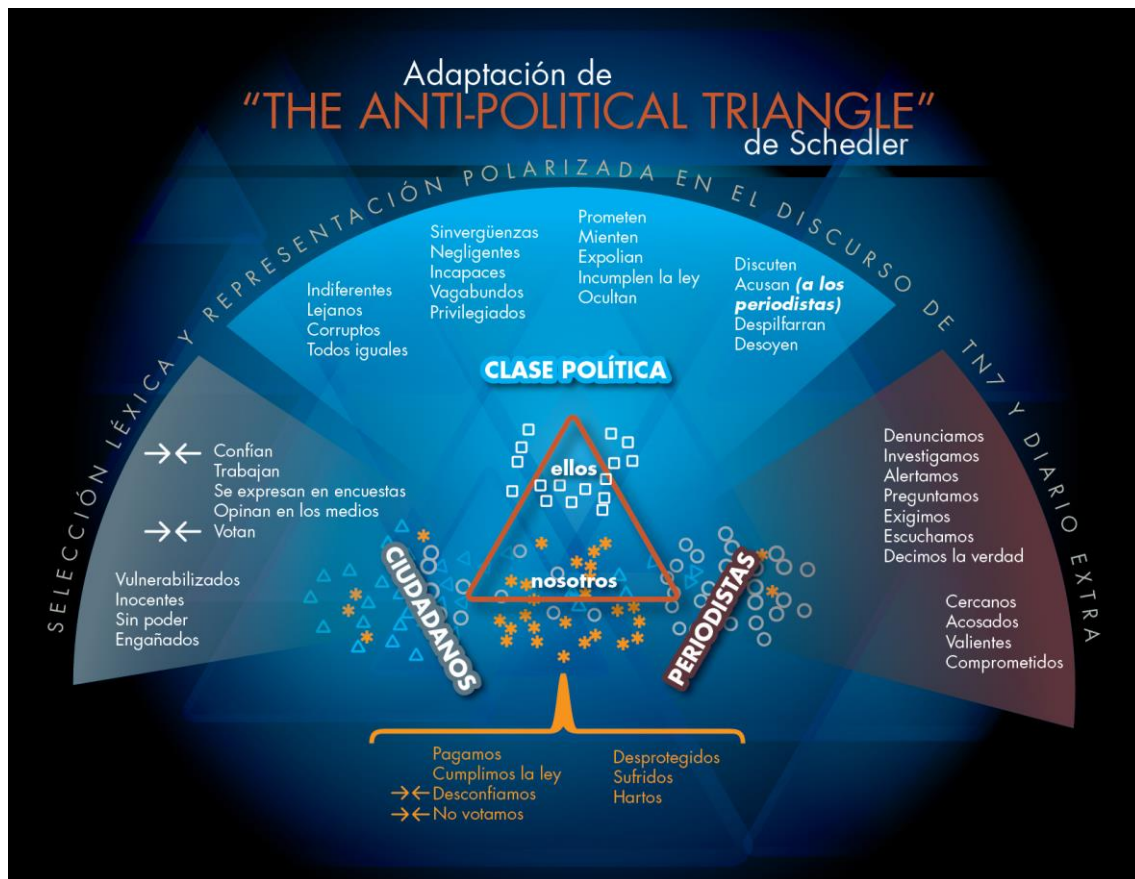 Adaptación de
“THE ANTI-POLITICAL TRIANGLE”
de Schedler
SELECCIÓN LÉXICA Y REPRESENTACIÓN POLARIZADA EN EL DISCURSO DE TN7 Y DIARIO EXTRA
Indiferentes
Lejanos
Corruptos
Todos iguales
Sinvergüenzas
Negligentes
Incapaces
Vagabundos
Privilegiados
Prometen
Mienten
Expolian
Incumplen la ley
Ocultan
Discuten
Acusan (a los
periodistas)
Despilfarran
Desoyen
CLASE POLÍTICA
ellos
nosotros
CIUDADANOS
PERIODISTAS
Confían
Trabajan
Se expresan en encuestas
Opinan en los medios
Votan
Vulnerabilizados
Inocentes
Sin poder
Engañados
Denunciamos
Investigamos
Alertamos
Preguntamos
Exigimos
Escuchamos
Decimos la verdad
Cercanos
Acosados
Valientes
Comprometidos
Pagamos
Cumplimos la ley
Desconfiamos
No votamos
Desprotegidos
Sufridos
Hartos